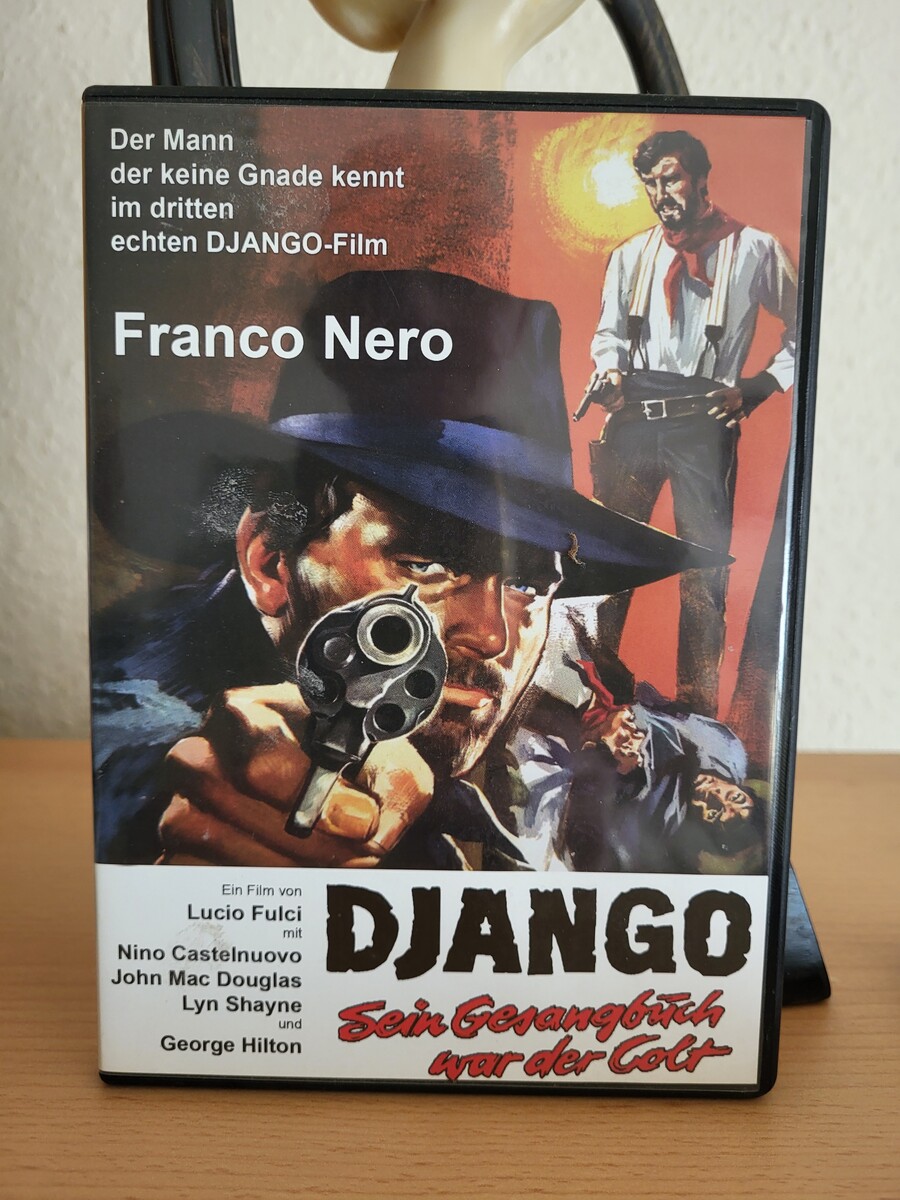 Der Mann
der keine Gnade kennt
im dritten
echten DJANGO-Film
Franco Nero
Ein Film von
Lucio Fulci
mit
Nino Castelnuovo
John Mac Douglas
Lyn Shayne
und
George Hilton
DJANGO
Sein Gesangbuch
war der Colt